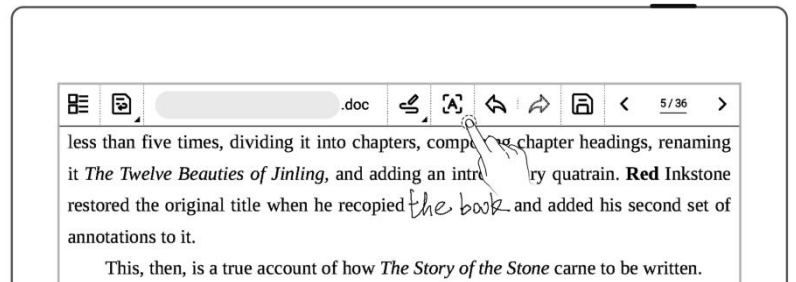 .doc 5/36
less than five times, dividing it into chapters, chapter headings, renaming
it The Twelve Beauties of Jinling, and adding an quatrain. Red Inkstone
restored the original title when he recopied the book and added his second set of
annotations to it.
This, then, is a true account of how The Story of the Stone carne to be written.